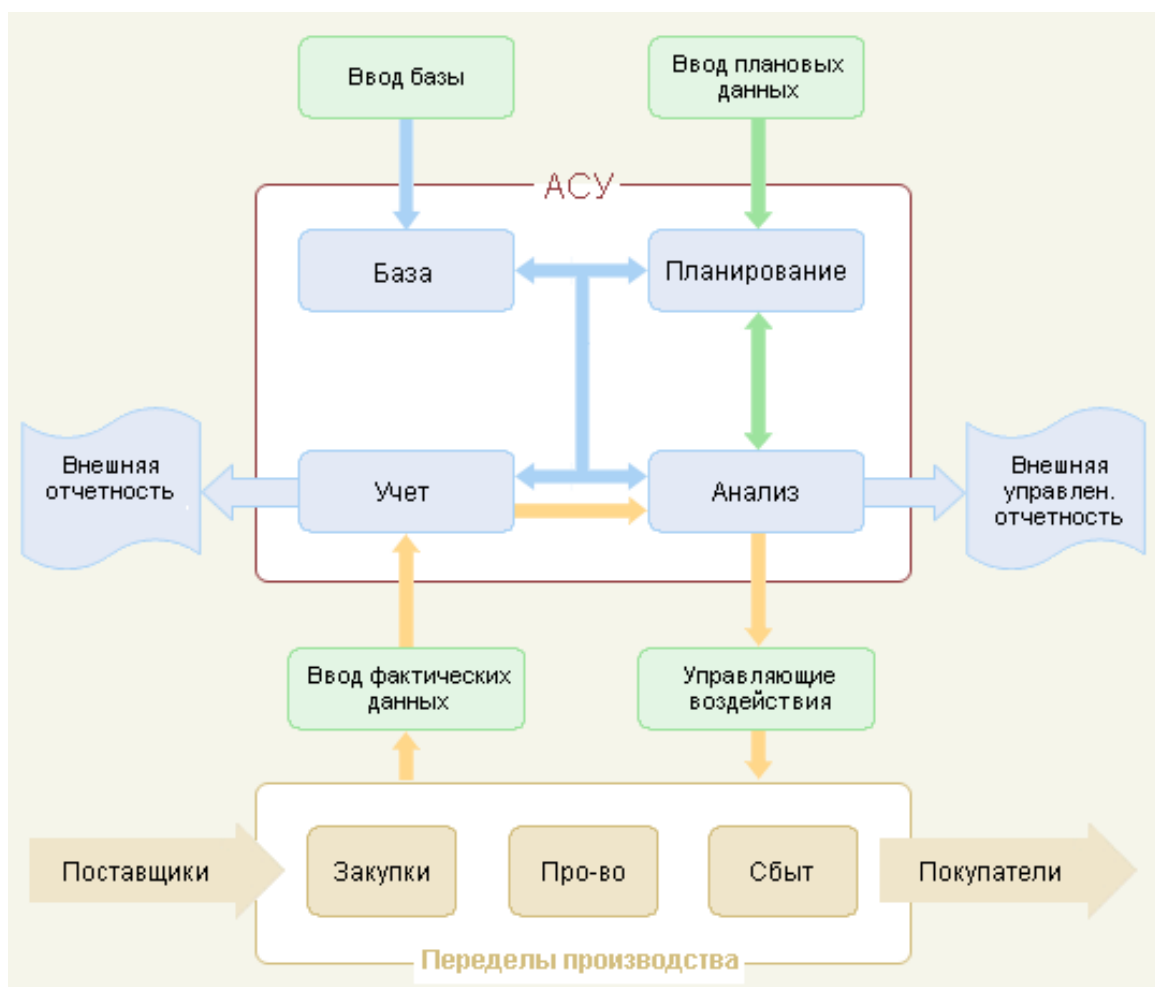 Ввод базы
Ввод плановых
данных
АСУ
База
Планирование
Внешняя
отчетность
Учет
Анализ
Внешняя
управлен.
отчетность
Ввод фактических
данных
Управляющие
воздействия
Поставщики
Закупки
Про-во
Сбыт
Покупатели
Переделы производства